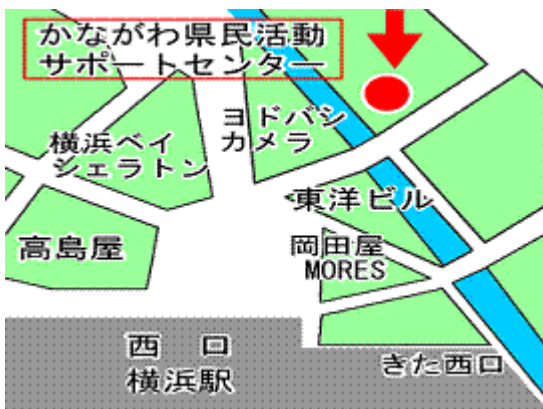 かながわ県民活動
サポートセンター
ヨドバシ
カメラ
横浜ベイ
シェラトン
東洋ビル
高島屋
岡田屋
MORES
西 口
横浜駅
きた西口